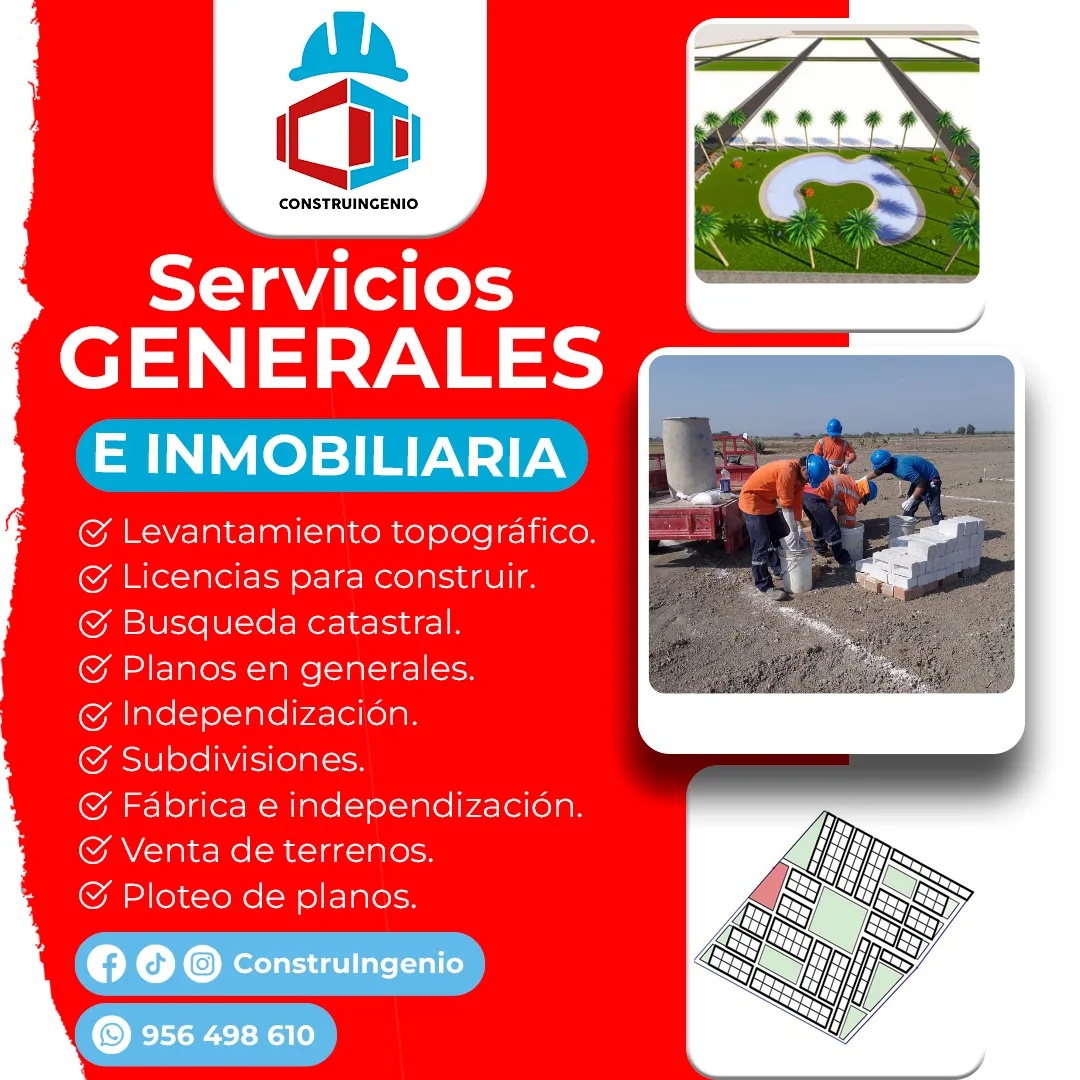 CONSTRUINGENIO
Servicios
GENERALES
E INMOBILIARIA
Levantamiento topográfico.
Licencias para construir.
Busqueda catastral.
Planos en generales.
Independización.
Subdivisiones.
Fábrica e independización.
Venta de terrenos.
Ploteo de planos.
ConstruIngenio
956 498 610